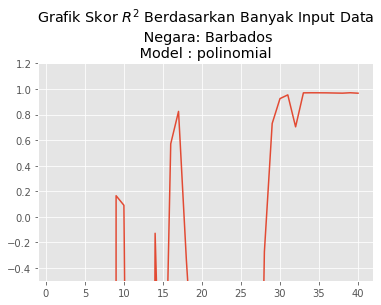 Grafik Skor $R^2$ Berdasarkan Banyak Input Data
Negara: Barbados
Model : polinomial
1.2
1.0
0.8
0.6
0.4
0.2
0.0
−0.2
−0.4
0 5 10 15 20 25 30 35 40